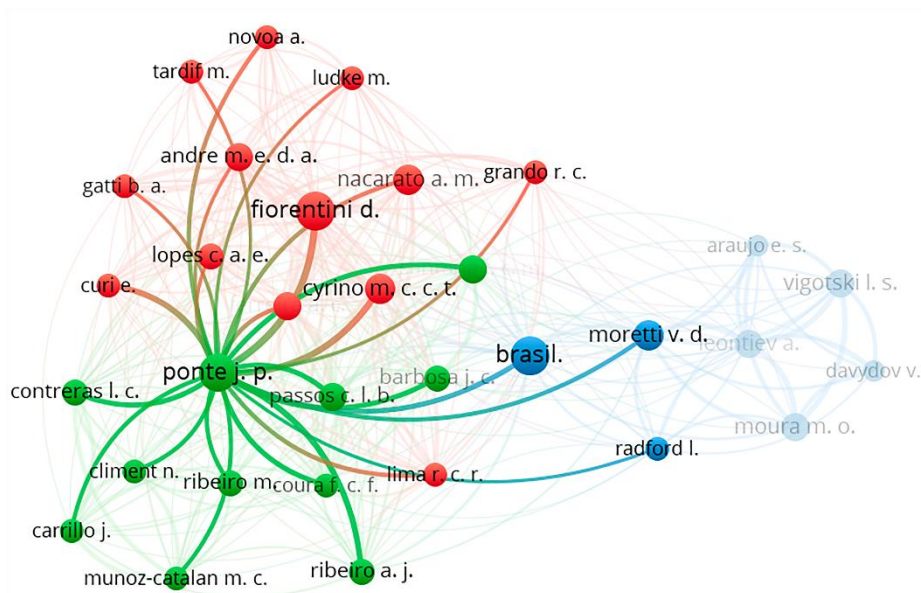 novoa a.
tardif m.
ludke m.
andre m. e. d. a.
gatti b. a.
nacarato a. m.
grando r. c.
fiorentini d.
lopes c. a. e.
araujo e. s.
curi e.
cyrino m. c. c. t.
vigotski l. s.
brasil.
moretti v. d.
leontiev a.
ponte j. p.
barbosa j. c.
davydov v.
contreras l. c.
passos c. l. b.
moura m. o.
radford l.
climent n.
ribeiro m.
coura f. c. f.
lima r. c. r.
carrillo j.
munoz-catalan m. c.
ribeiro a. j.